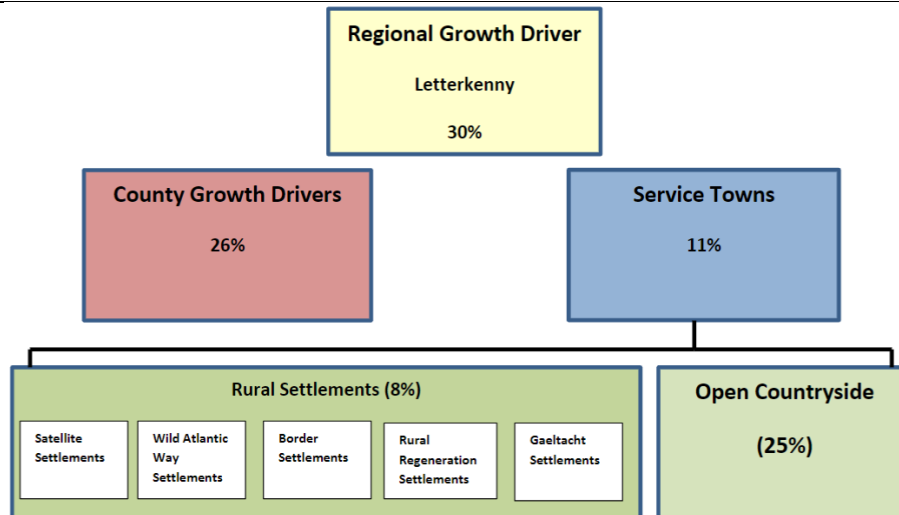 Regional Growth Driver
Letterkenny
30%
County Growth Drivers
26%
Service Towns
11%
Rural Settlements (8%)
Satellite
Settlements
Wild Atlantic
Way
Settlements
Border
Settlements
Rural
Regeneration
Settlements
Gaeltacht
Settlements
Open Countryside
(25%)